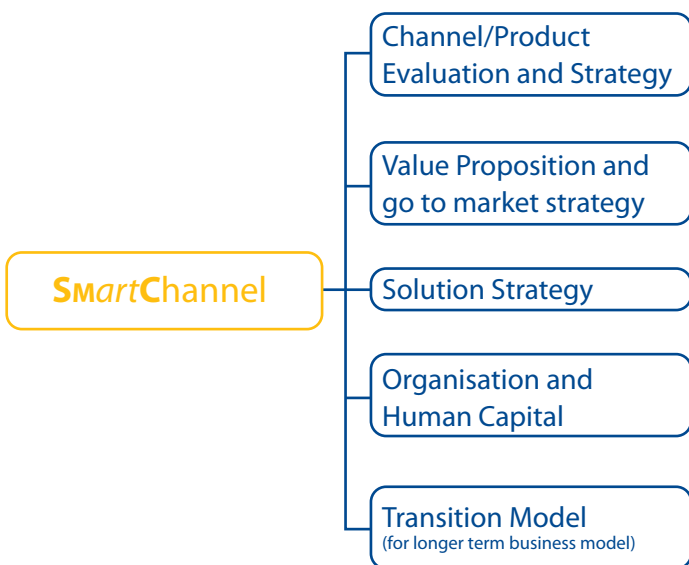 Channel/Product
Evaluation and Strategy
Value Proposition and
go to market strategy
SMartChannel
Solution Strategy
Organisation and
Human Capital
Transition Model
(for longer term business model)